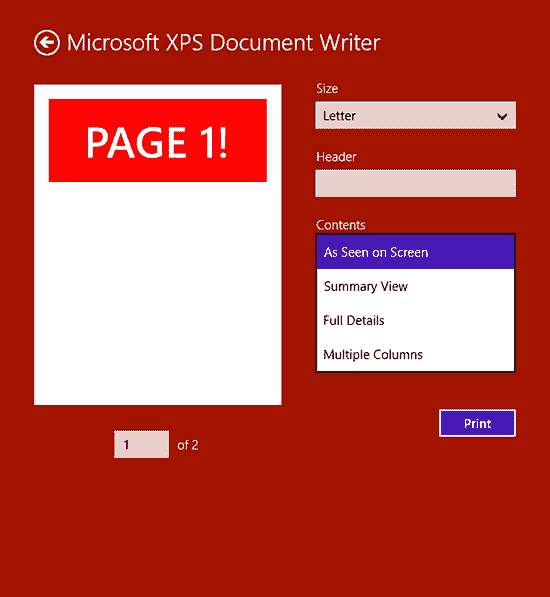 Microsoft XPS Document Writer
PAGE 1!
1 of 2
Size
Letter
Header
Contents
As Seen on Screen
Summary View
Full Details
Multiple Columns
Print